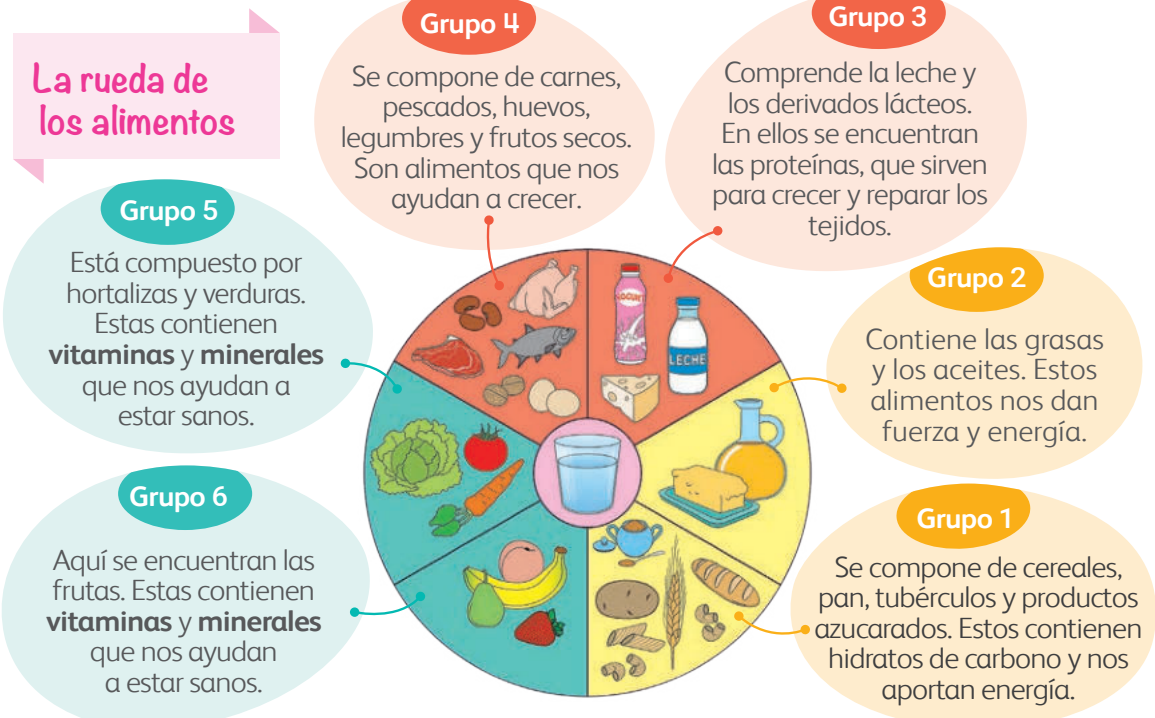 La rueda de
los alimentos
Grupo 4
Se compone de carnes,
pescados, huevos,
legumbres y frutos secos.
Son alimentos que nos
ayudan a crecer.
Grupo 3
Comprende la leche y
los derivados lácteos.
En ellos se encuentran
las proteínas, que sirven
para crecer y reparar los
tejidos.
Grupo 5
Está compuesto por
hortalizas y verduras.
Estas contienen
vitaminas y minerales
que nos ayudan a
estar sanos.
Grupo 2
Contiene las grasas
y los aceites. Estos
alimentos nos dan
fuerza y energía.
Grupo 6
Aquí se encuentran las
frutas. Estas contienen
vitaminas y minerales
que nos ayudan
a estar sanos.
Grupo 1
Se compone de cereales,
pan, tubérculos y productos
azucarados. Estos contienen
hidratos de carbono y nos
aportan energía.
LECHE